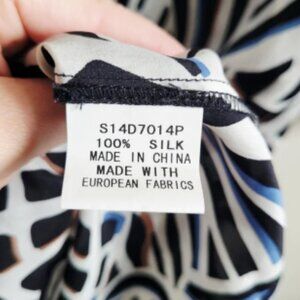 S14D7014P
100% SILK
MADE IN CHINA
MADE WITH
EUROPEAN FABRICS